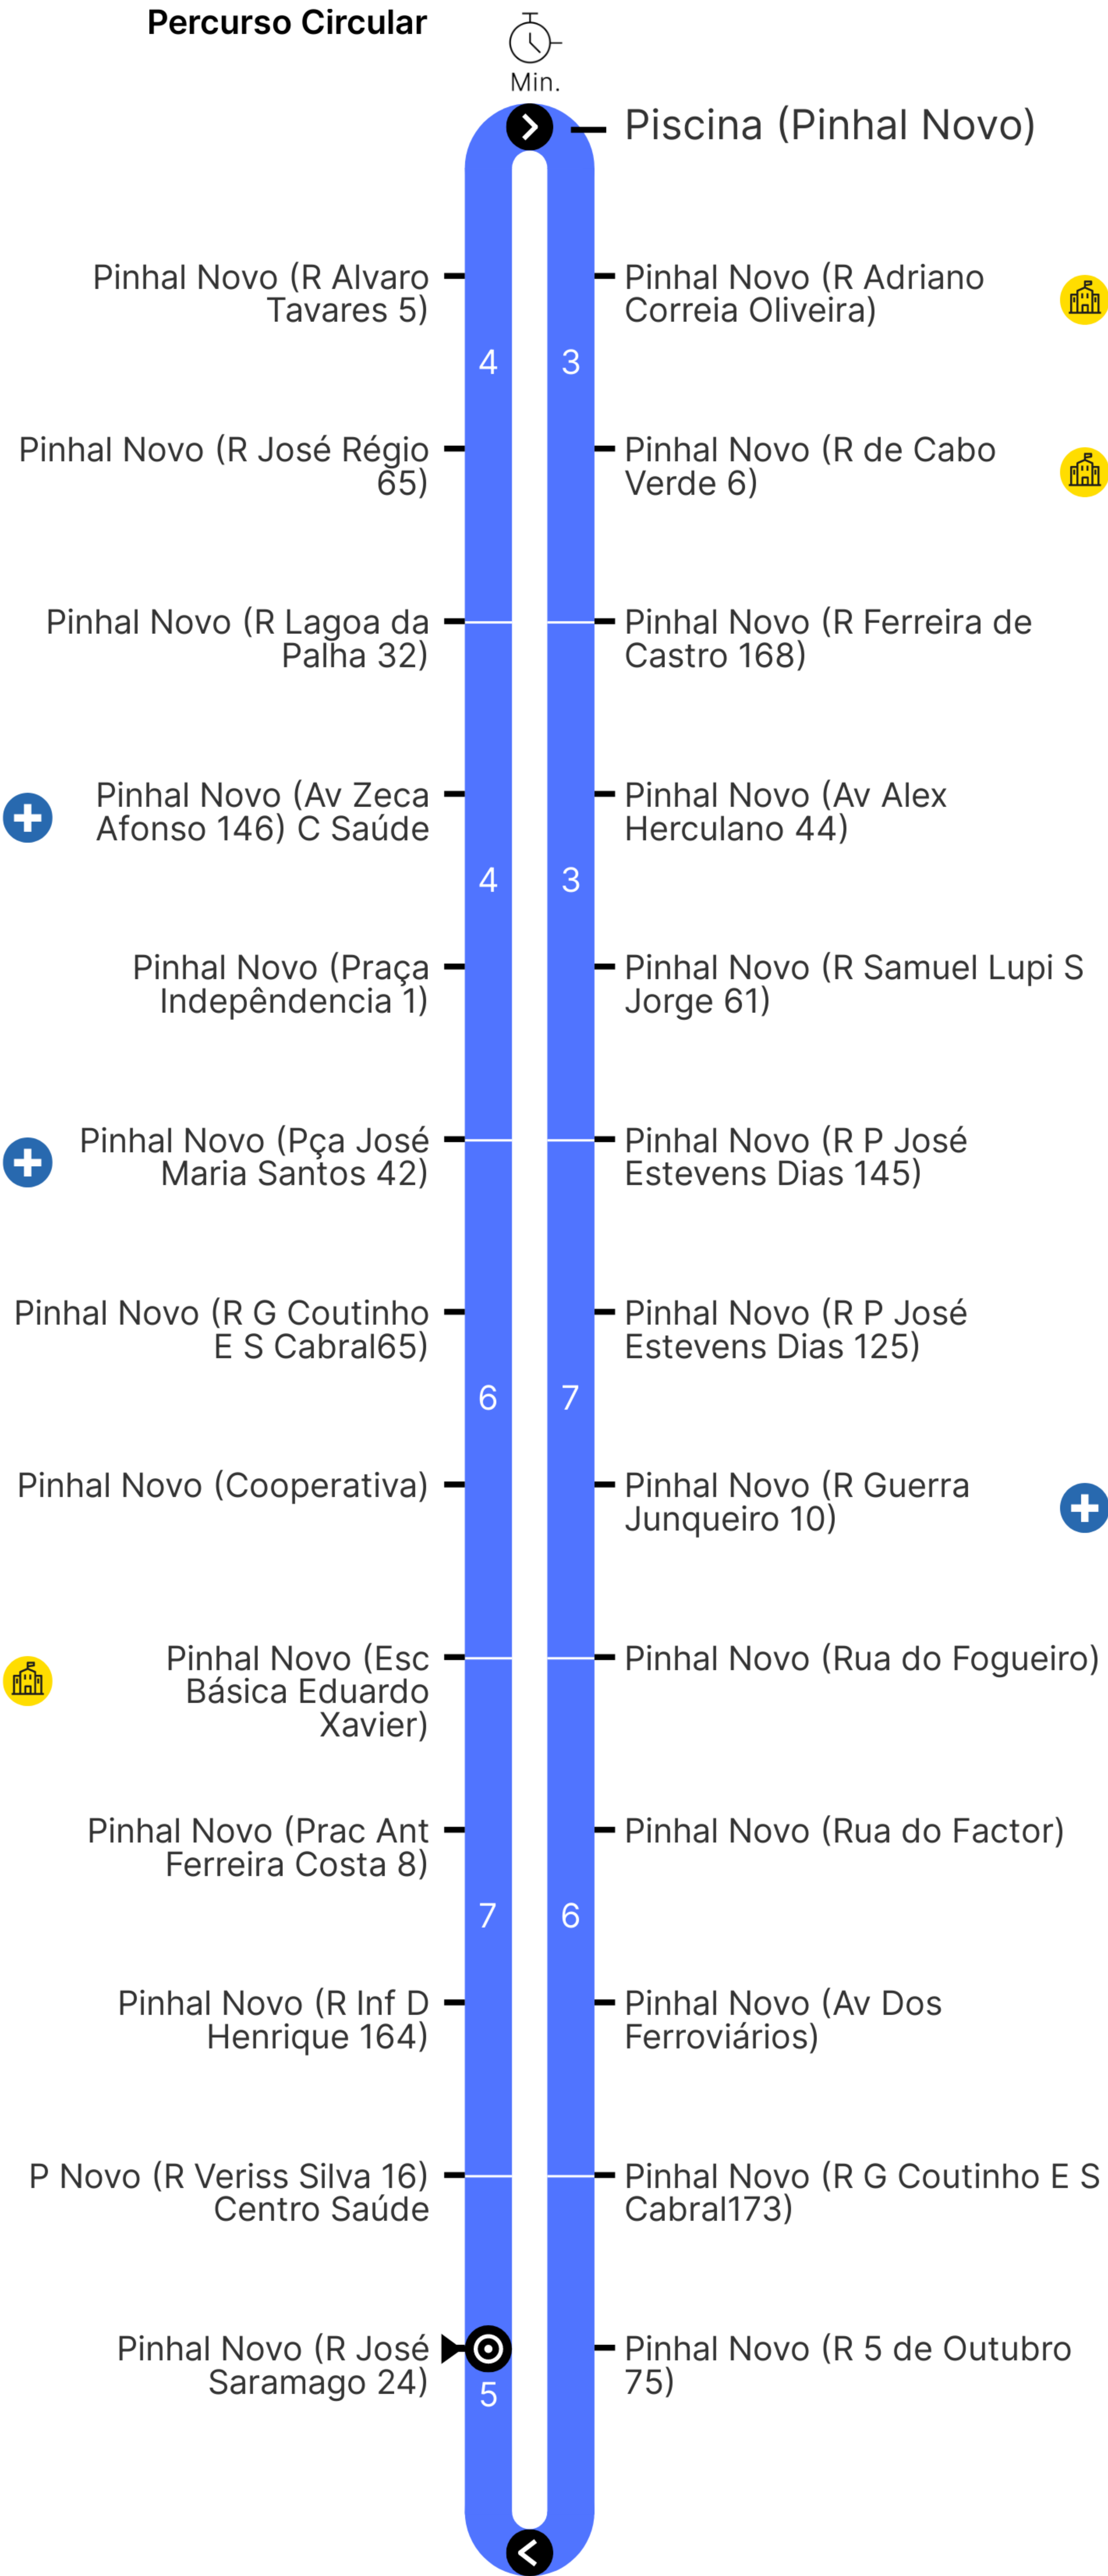 Percurso Circular
Min.
Piscina (Pinhal Novo)
Pinhal Novo (R Alvaro
Tavares 5)
Pinhal Novo (R Adriano
Correia Oliveira)
4
3
Pinhal Novo (R José Régio
65)
Pinhal Novo (R de Cabo
Verde 6)
Pinhal Novo (R Lagoa da
Palha 32)
Pinhal Novo (R Ferreira de
Castro 168)
Pinhal Novo (Av Zeca
Afonso 146) C Saúde
Pinhal Novo (Av Alex
Herculano 44)
4
3
Pinhal Novo (Praça
Indepêndencia 1)
Pinhal Novo (R Samuel Lupi S
Jorge 61)
Pinhal Novo (Pça José
Maria Santos 42)
Pinhal Novo (R P José
Estevens Dias 145)
Pinhal Novo (R G Coutinho
E S Cabral65)
Pinhal Novo (R P José
Estevens Dias 125)
6
7
Pinhal Novo (Cooperativa)
Pinhal Novo (R Guerra
Junqueiro 10)
Pinhal Novo (Esc
Básica Eduardo
Xavier)
Pinhal Novo (Rua do Fogueiro)
Pinhal Novo (Prac Ant
Ferreira Costa 8)
Pinhal Novo (Rua do Factor)
7
6
Pinhal Novo (R Inf D
Henrique 164)
Pinhal Novo (Av Dos
Ferroviários)
P Novo (R Veriss Silva 16)
Centro Saúde
Pinhal Novo (R G Coutinho E S
Cabral173)
Pinhal Novo (R José
Saramago 24)
Pinhal Novo (R 5 de Outubro
75)
5